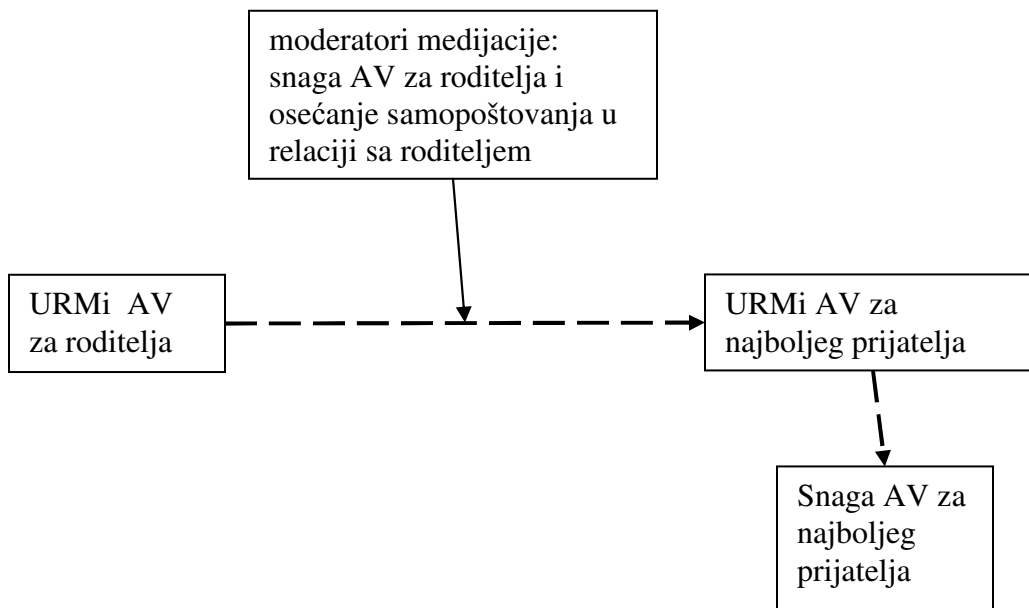 moderatori medijacije:
snaga AV za roditelja i
osećanje samopoštovanja u
relaciji sa roditeljem
URMi AV
za roditelja
URMi AV za
najboljeg prijatelja
Snaga AV za
najboljeg
prijatelja